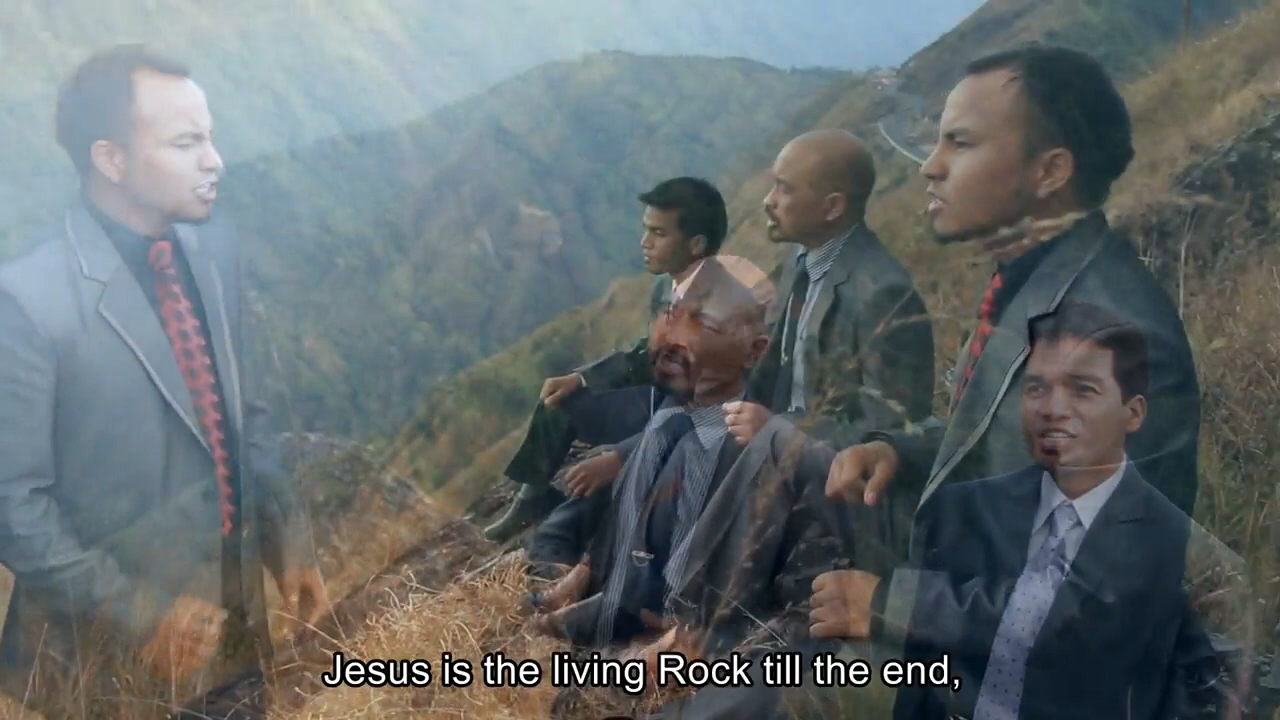 Jesus is the living Rock till the end,